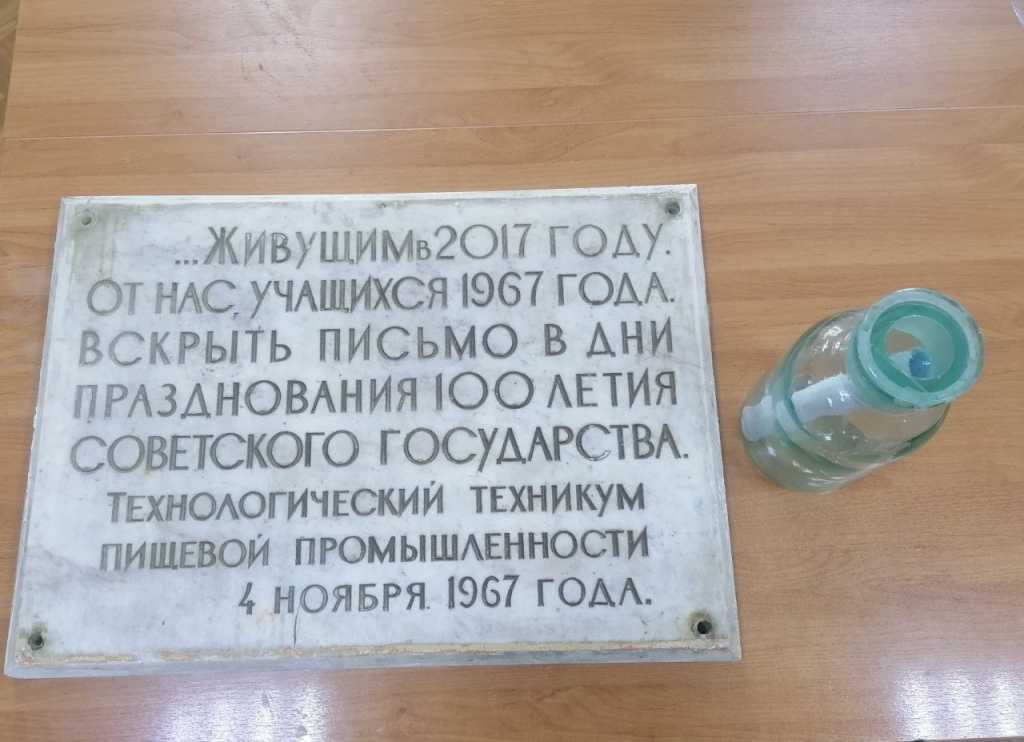 ...ЖИВУЩИМ в 2017 ГОДУ.
ОТ НАС, УЧАЩИХСЯ 1967 ГОДА.
ВСКРЫТЬ ПИСЬМО В ДНИ
ПРАЗДНОВАНИЯ 100 ЛЕТИЯ
СОВЕТСКОГО ГОСУДАРСТВА.
ТЕХНОЛОГИЧЕСКИЙ ТЕХНИКУМ
ПИЩЕВОЙ ПРОМЫШЛЕННОСТИ
4 НОЯБРЯ 1967 ГОДА.